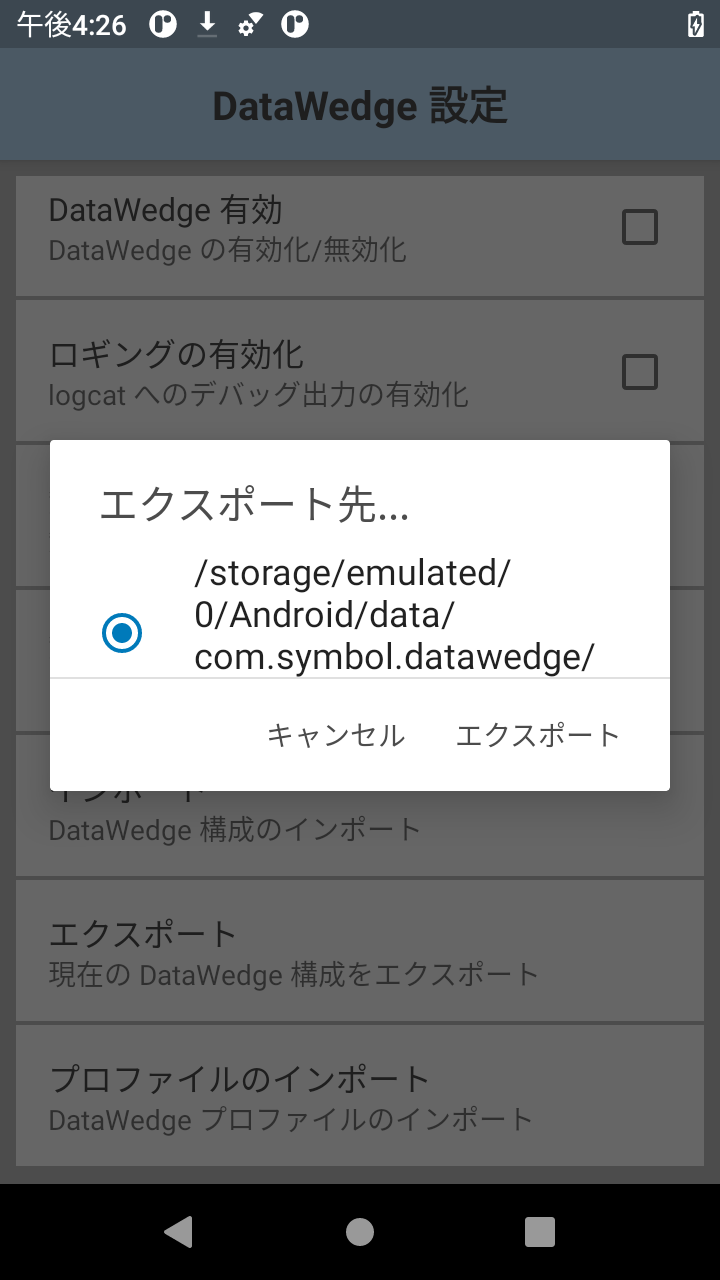 午後4:26
DataWedge 設定
DataWedge 有効
DataWedge の有効化/無効化
ロギングの有効化
logcat へのデバッグ出力の有効化
エクスポート先...
/storage/emulated/
0/Android/data/
com.symbol.datawedge/
キャンセル
エクスポート
インポート
DataWedge 構成のインポート
エクスポート
現在の DataWedge 構成をエクスポート
プロファイルのインポート
DataWedge プロファイルのインポート